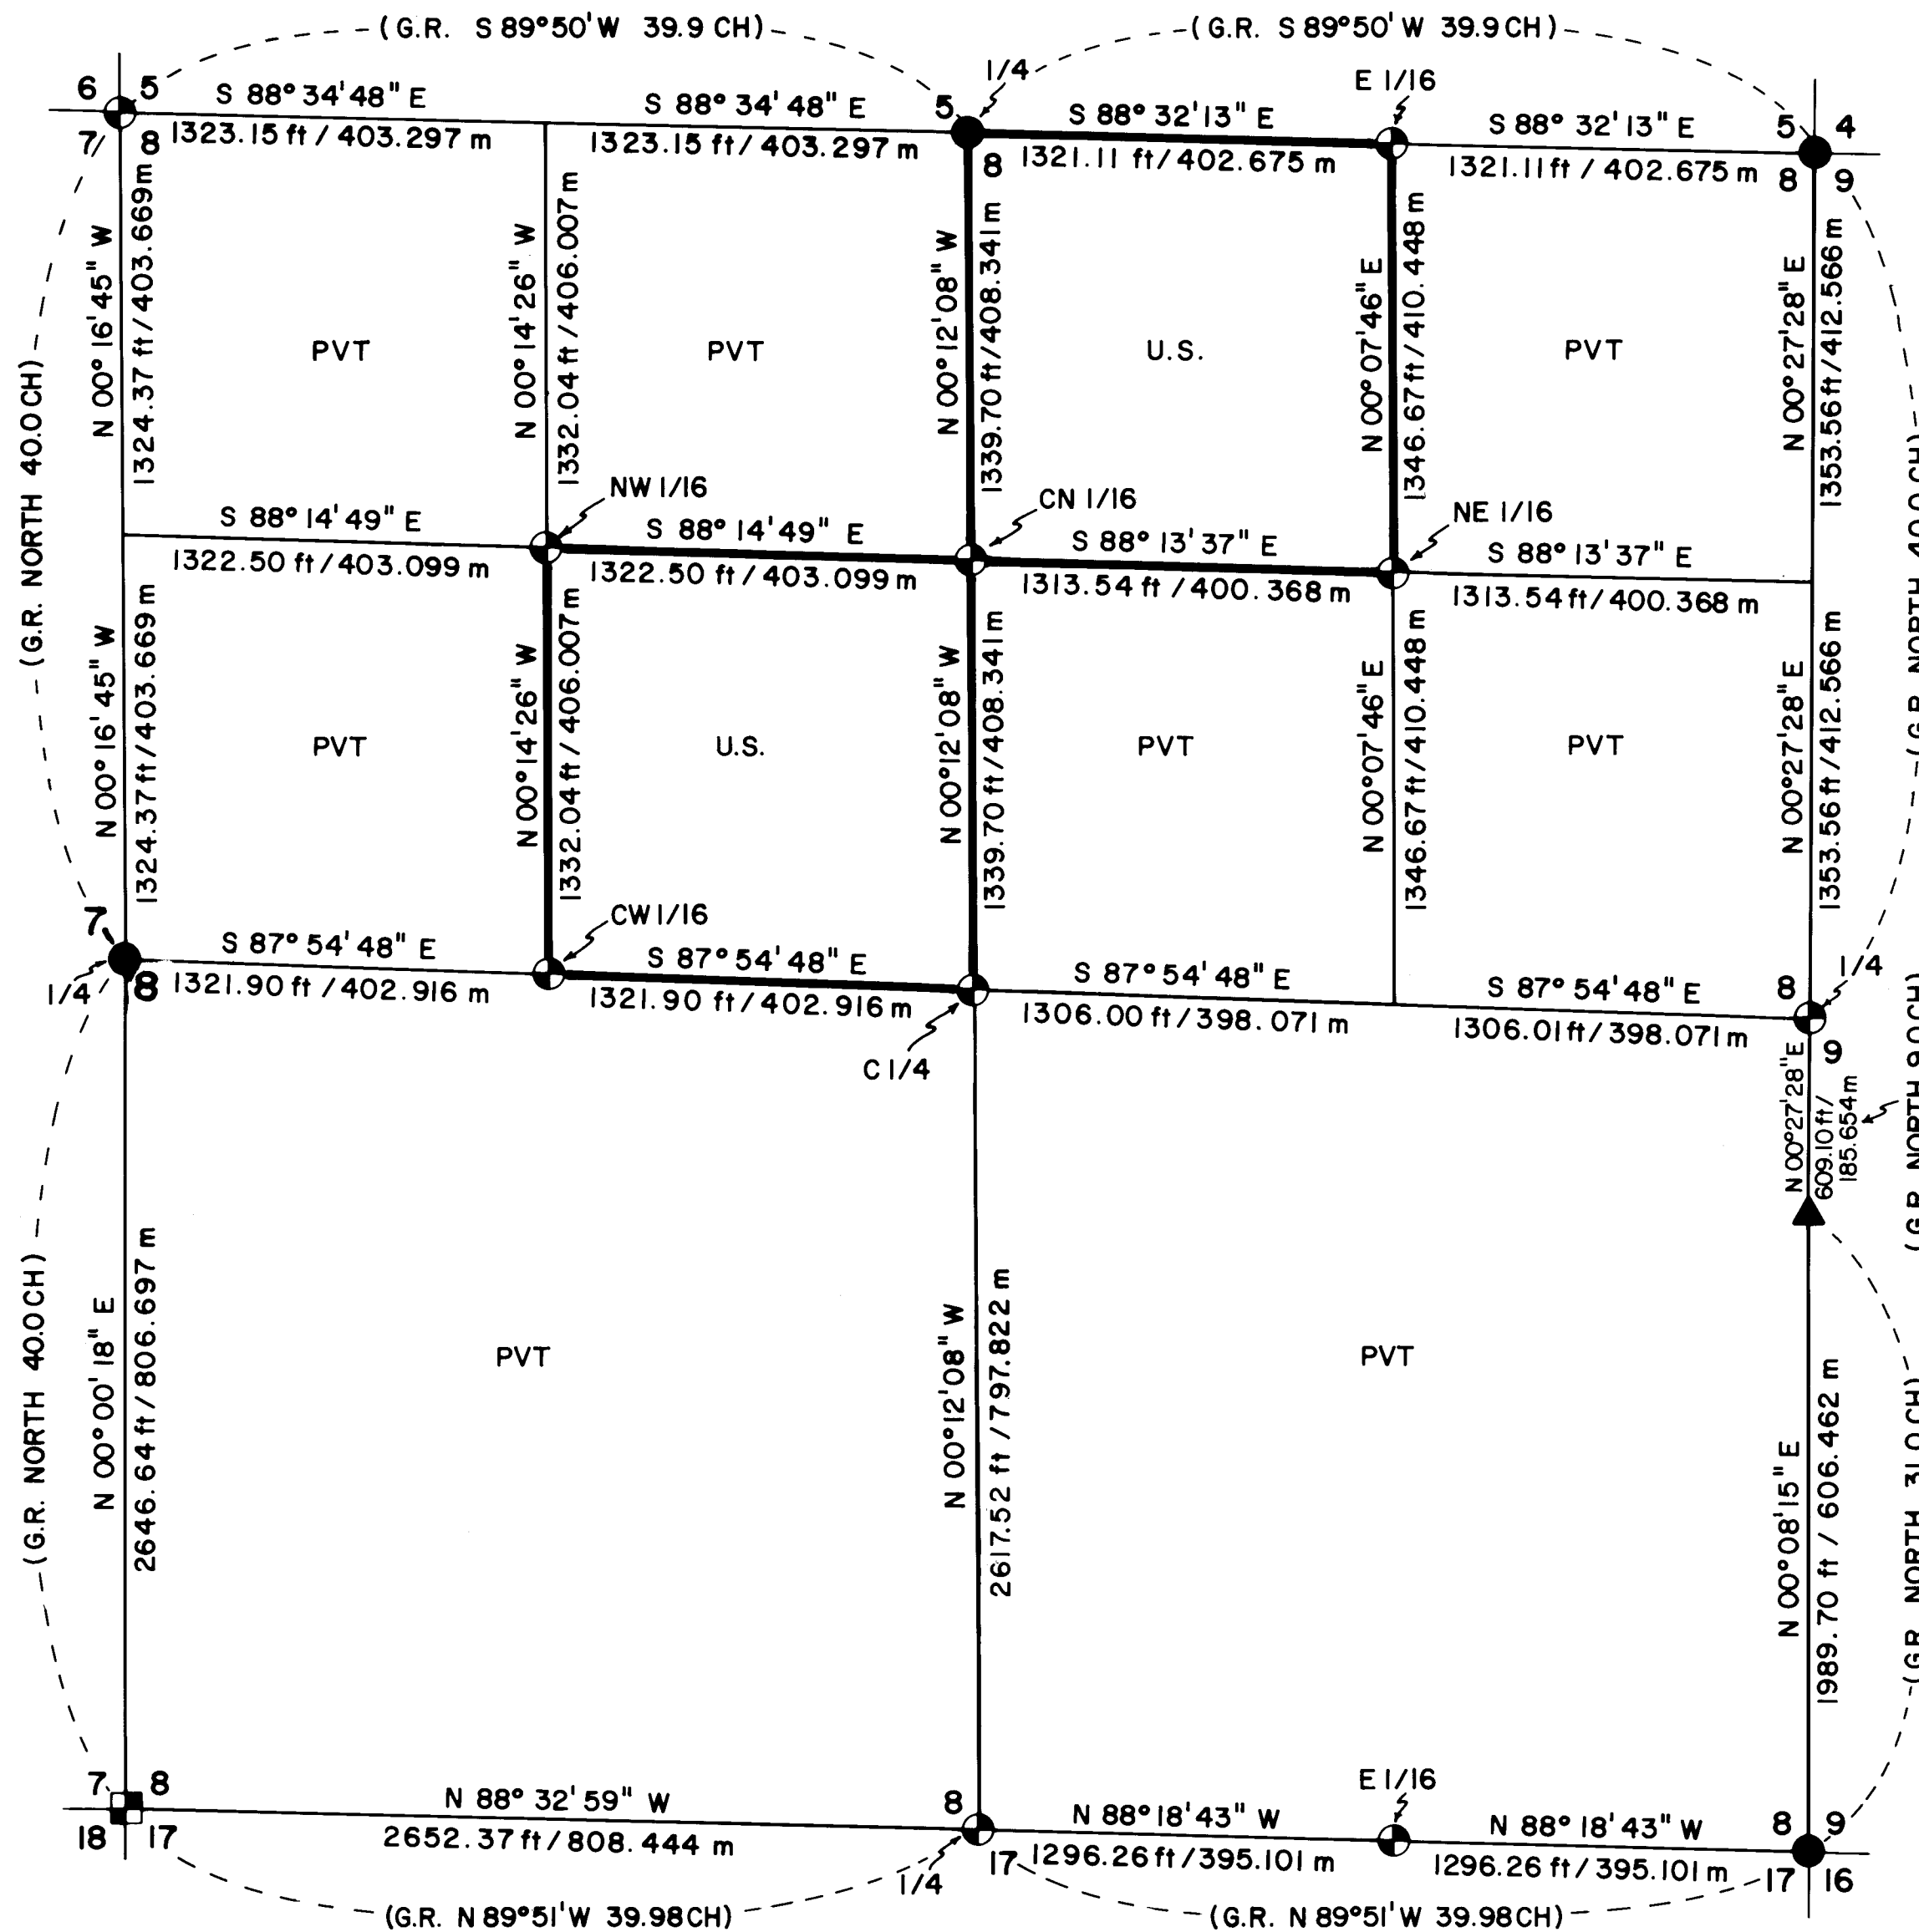 (G.R. S 89°50' W 39.9 CH)
(G.R. S 89°50' W 39.9 CH)
1/4
E 1/16
6 5
7 8
S 88° 34' 48" E
1323.15 ft / 403.297 m
S 88° 34' 48" E
1323.15 ft / 403.297 m
5
8
S 88° 32' 13" E
1321.11 ft / 402.675 m
S 88° 32' 13" E
1321.11 ft / 402.675 m
5 4
8 9
(G.R. NORTH 40.0 CH)
N 00° 16' 45" W
1324.37 ft / 403.669 m
PVT
N 00° 14' 26" W
1332.04 ft / 406.007 m
PVT
N 00° 12' 08" W
1339.70 ft / 408.341 m
U.S.
N 00° 07' 46" E
1346.67 ft / 410.448 m
PVT
N 00° 27' 28" E
1353.56 ft / 412.566 m
(G.R. NORTH 40.0 CH)
NW 1/16
CN 1/16
NE 1/16
S 88° 14' 49" E
1322.50 ft / 403.099 m
S 88° 14' 49" E
1322.50 ft / 403.099 m
S 88° 13' 37" E
1313.54 ft / 400.368 m
S 88° 13' 37" E
1313.54 ft / 400.368 m
N 00° 16' 45" W
1324.37 ft / 403.669 m
PVT
N 00° 14' 26" W
1332.04 ft / 406.007 m
U.S.
N 00° 12' 08" W
1339.70 ft / 408.341 m
PVT
N 00° 07' 46" E
1346.67 ft / 410.448 m
PVT
N 00° 27' 28" E
1353.56 ft / 412.566 m
7
1/4 8
S 87° 54' 48" E
1321.90 ft / 402.916 m
CW 1/16
S 87° 54' 48" E
1321.90 ft / 402.916 m
C 1/4
S 87° 54' 48" E
1306.00 ft / 398.071 m
S 87° 54' 48" E
1306.01 ft / 398.071 m
8 1/4
9
N 00° 27' 28" E
609.10 ft /
185.654 m
(G.R. NORTH 9.0 CH)
(G.R. NORTH 40.0 CH)
N 00° 00' 18" E
2646.64 ft / 806.697 m
PVT
N 00° 12' 08" W
2617.52 ft / 797.822 m
PVT
N 00° 08' 15" E
1989.70 ft / 606.462 m
(G.R. NORTH 31.0 CH)
7 8
18 17
N 88° 32' 59" W
2652.37 ft / 808.444 m
8
1/4 17
N 88° 18' 43" W
1296.26 ft / 395.101 m
E 1/16
N 88° 18' 43" W
1296.26 ft / 395.101 m
8 9
17 16
(G.R. N 89°51' W 39.98 CH)
(G.R. N 89°51' W 39.98 CH)